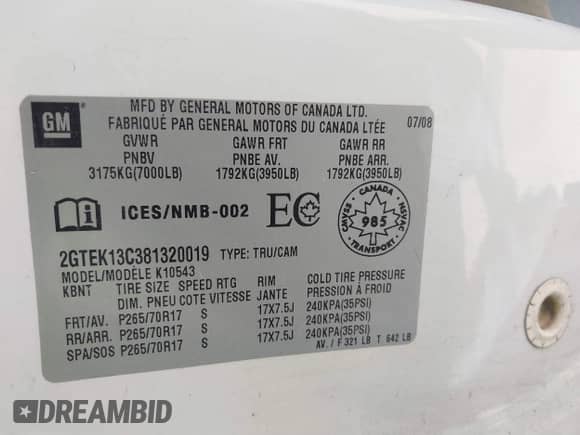 GM
MFD BY GENERAL MOTORS OF CANADA LTD.
FABRIQUÉ PAR GENERAL MOTORS DU CANADA LTÉE
07/08
GVWR GAWR FRT GAWR RR
PNBV PNBE AV. PNBE ARR.
3175KG(7000LB) 1792KG(3950LB) 1792KG(3950LB)
ICES/NMB-002 EC CMVSS CANADA NSVAC 985 TRANSPORT
2GTEK13C381320019 TYPE: TRU/CAM
MODEL/MODÈLE K10543
KBNT TIRE SIZE SPEED RTG RIM COLD TIRE PRESSURE
DIM. PNEU COTE VITESSE JANTE PRESSION À FROID
FRT/AV. P265/70R17 S 17X7.5J 240KPA(35PSI)
RR/ARR. P265/70R17 S 17X7.5J 240KPA(35PSI)
SPA/SOS P265/70R17 S 17X7.5J 240KPA(35PSI)
AV. / F 321 LB T 642 LB
DREAMBID